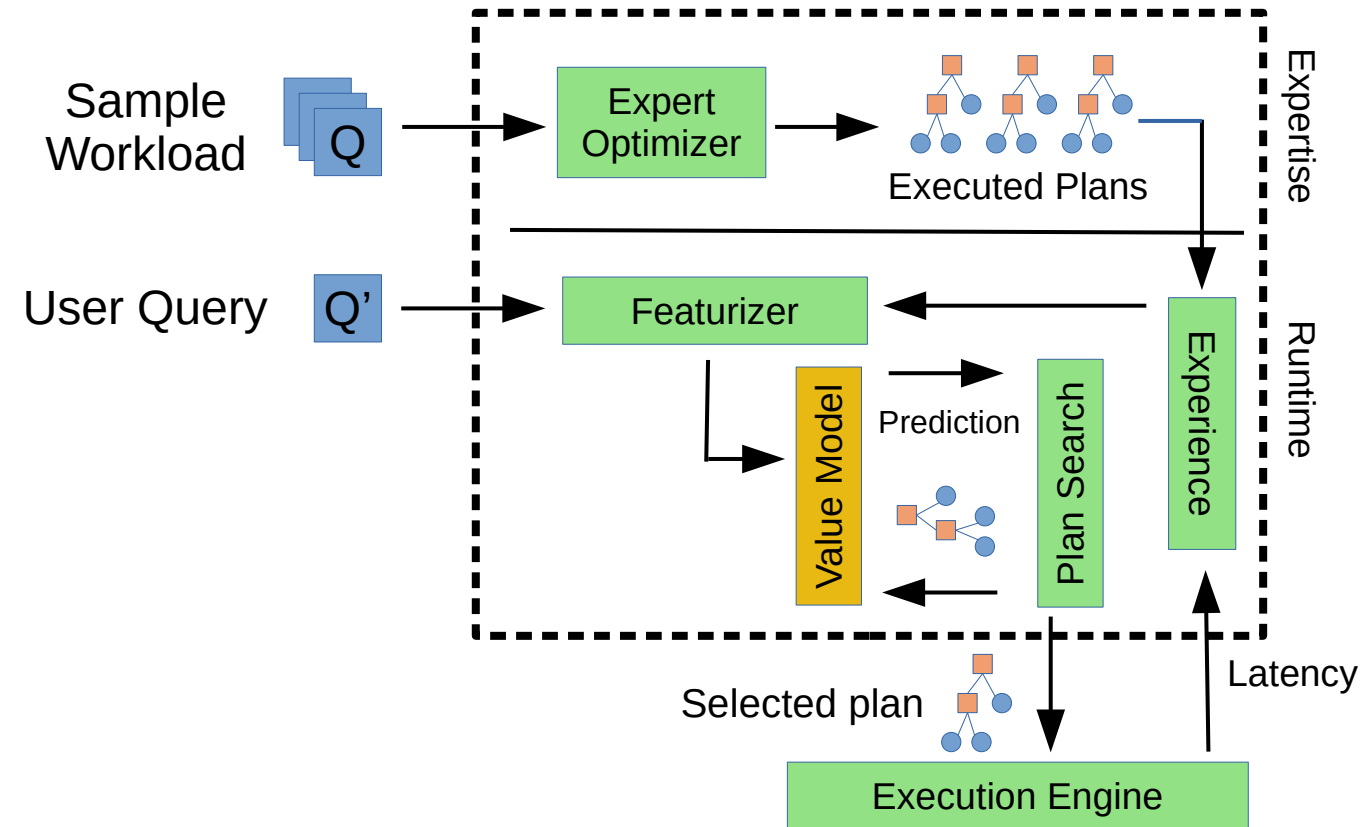 Sample
Workload
Q
Expert
Optimizer
Executed Plans
Expertise
User Query
Q’
Featurizer
Runtime
Value Model
Prediction
Plan Search
Experience
Selected plan
Latency
Execution Engine